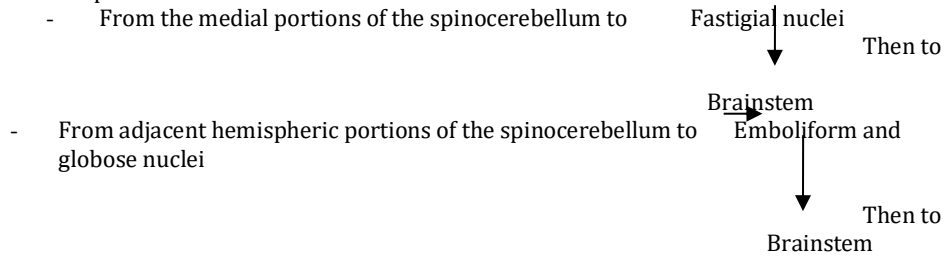 - From the medial portions of the spinocerebellum to Fastigial nuclei
Then to
Brainstem
- From adjacent hemispheric portions of the spinocerebellum to Emboliform and
globose nuclei
Then to
Brainstem